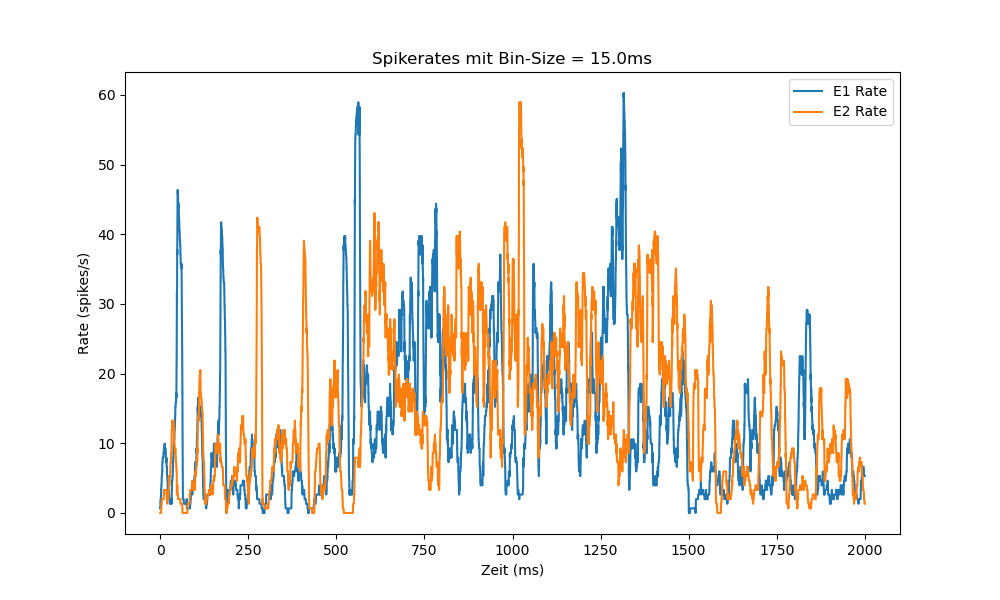 Spikerates mit Bin-Size = 15.0ms
E1 Rate
E2 Rate
Rate (spikes/s)
60
50
40
30
20
10
0
0 250 500 750 1000 1250 1500 1750 2000
Zeit (ms)